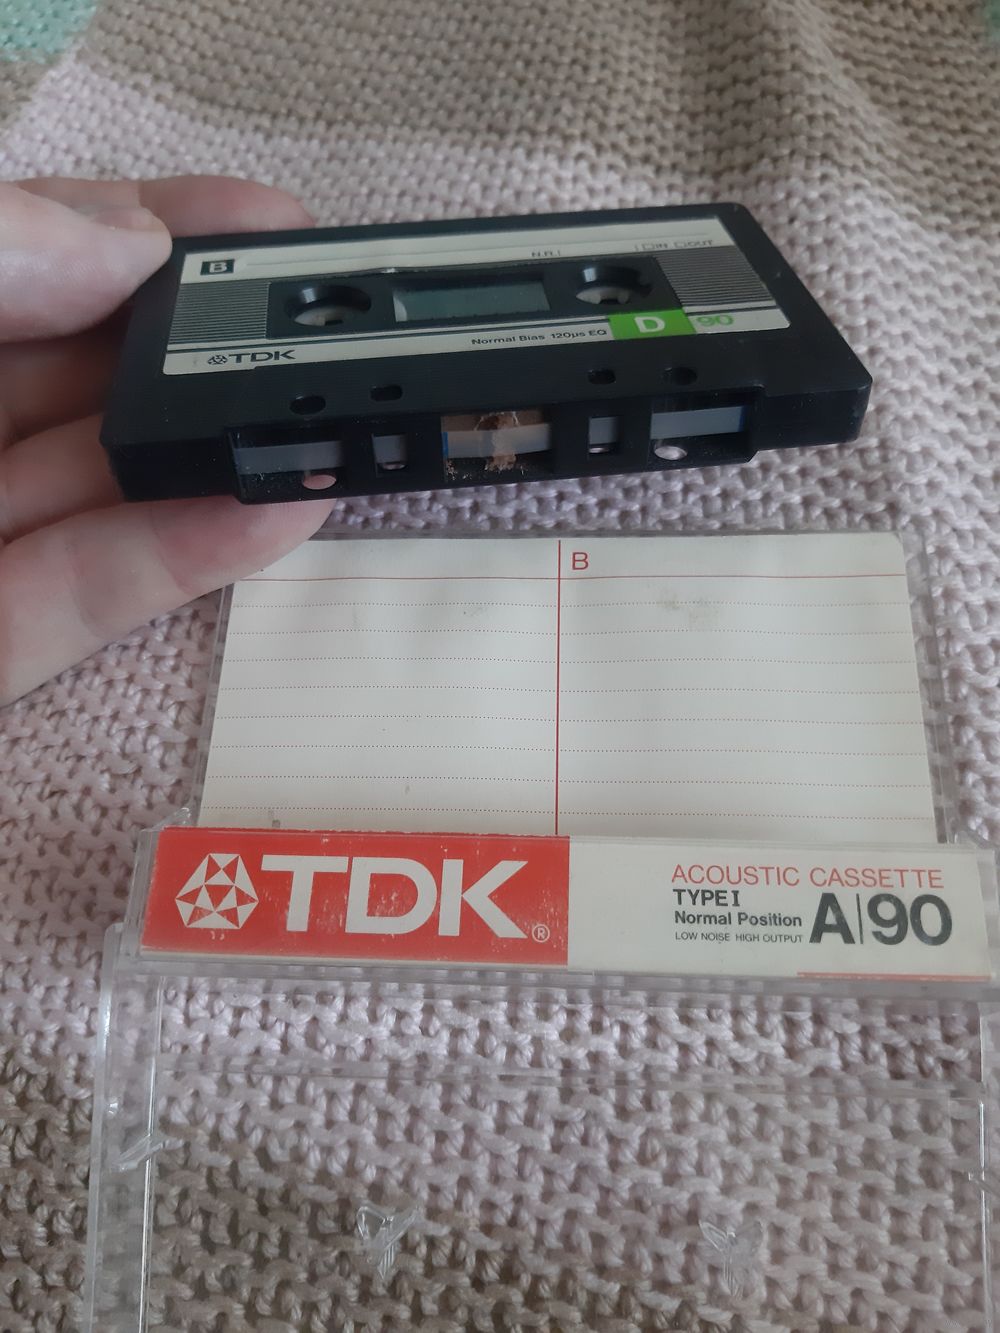 B
N.R.
IN OUT
Normal Bias 120μs EQ
D 90
TDK
B
TDK®
ACOUSTIC CASSETTE
TYPE I
Normal Position
LOW NOISE HIGH OUTPUT
A|90